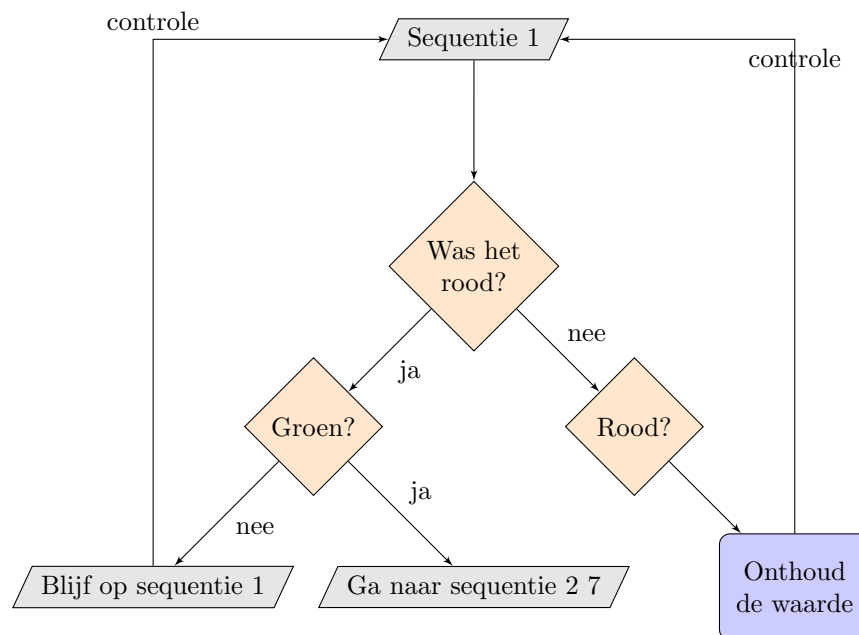 controle
Sequentie 1
controle
Was het
rood?
nee
ja
Groen?
Rood?
ja
nee
Blijf op sequentie 1
Ga naar sequentie 2 7
Onthoud
de waarde